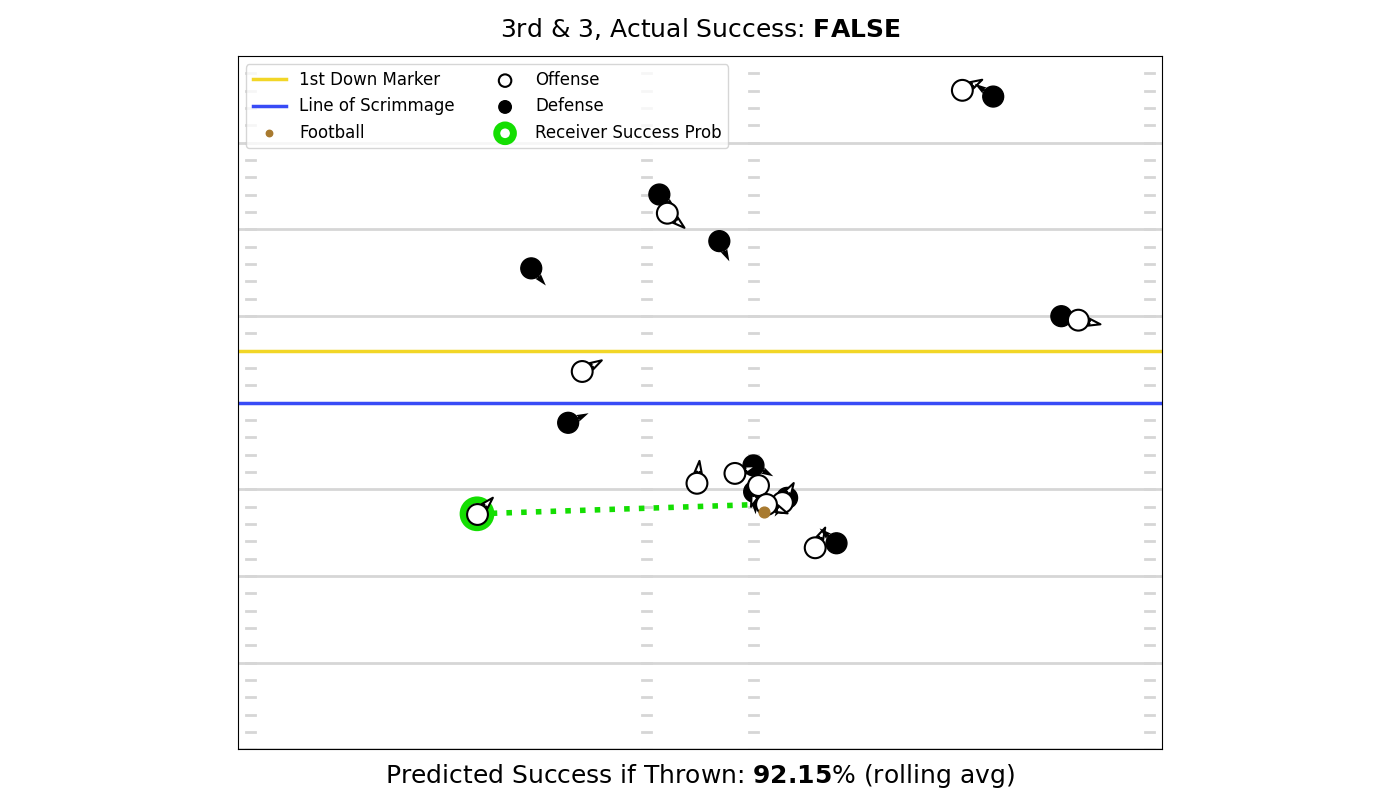 3rd & 3, Actual Success: FALSE
1st Down Marker
Line of Scrimmage
Football
Offense
Defense
Receiver Success Prob
Predicted Success if Thrown: 92.15% (rolling avg)